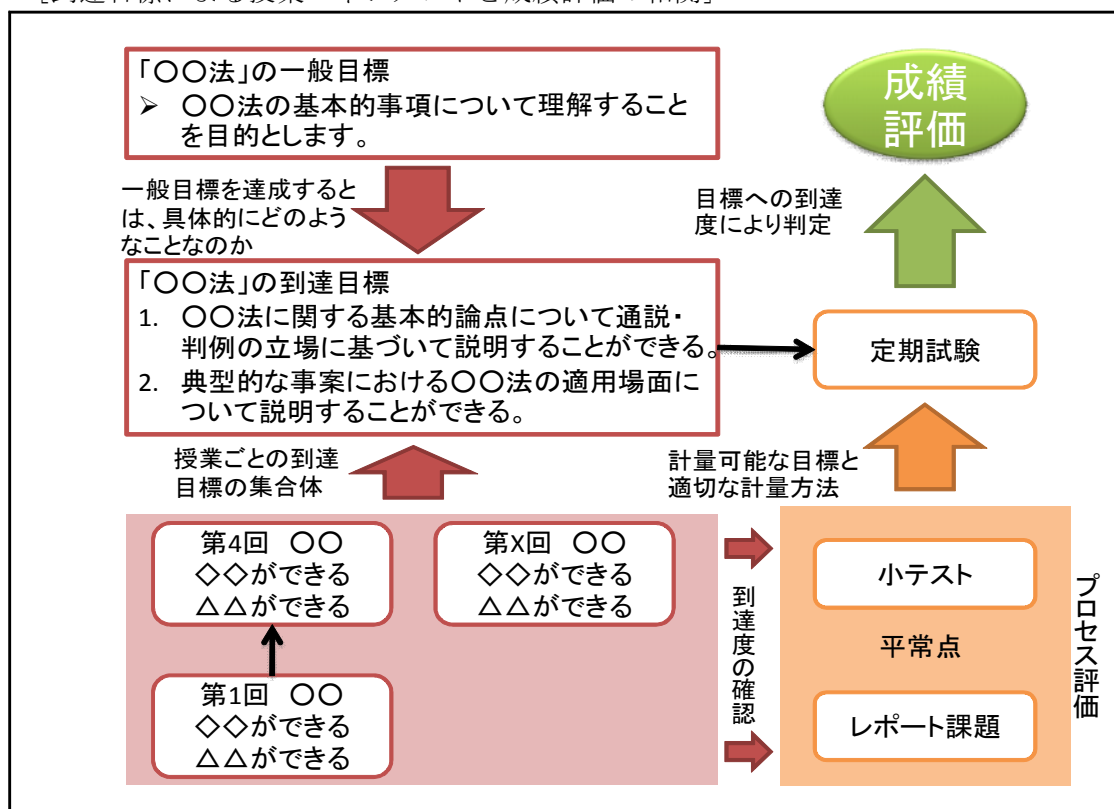 「〇〇法」の一般目標
➢ 〇〇法の基本的事項について理解すること
を目的とします。
成績
評価
一般目標を達成すると
は、具体的にどのよう
なことなのか
目標への到達
度により判定
「〇〇法」の到達目標
1. 〇〇法に関する基本的論点について通説・
判例の立場に基づいて説明することができる。
2. 典型的な事案における〇〇法の適用場面に
ついて説明することができる。
定期試験
授業ごとの到達
目標の集合体
計量可能な目標と
適切な計量方法
第4回 〇〇
◇◇ができる
△△ができる
第X回 〇〇
◇◇ができる
△△ができる
第1回 〇〇
◇◇ができる
△△ができる
到達度の確認
小テスト
平常点
レポート課題
プロセス評価